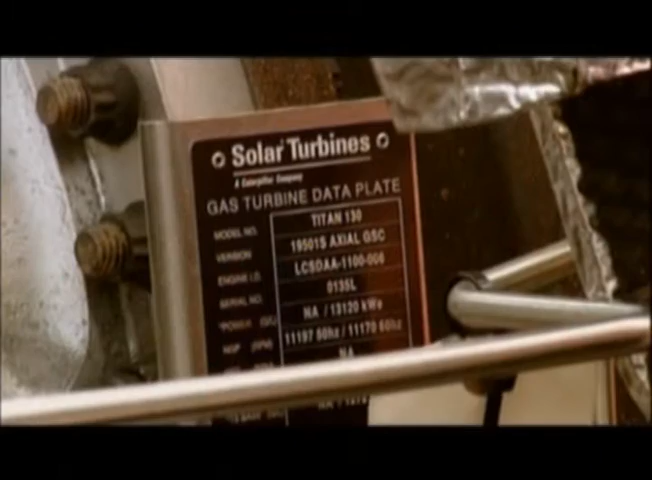 Solar Turbines
A Caterpillar Company
GAS TURBINE DATA PLATE
MODEL NO. TITAN 130
VERSION 19501S AXIAL GSC
ENGINE I.D. LCSDAA-1100-006
SERIAL NO. 0135L
NA / 13120 kWe
11197 50hz / 11170 60hz
NA